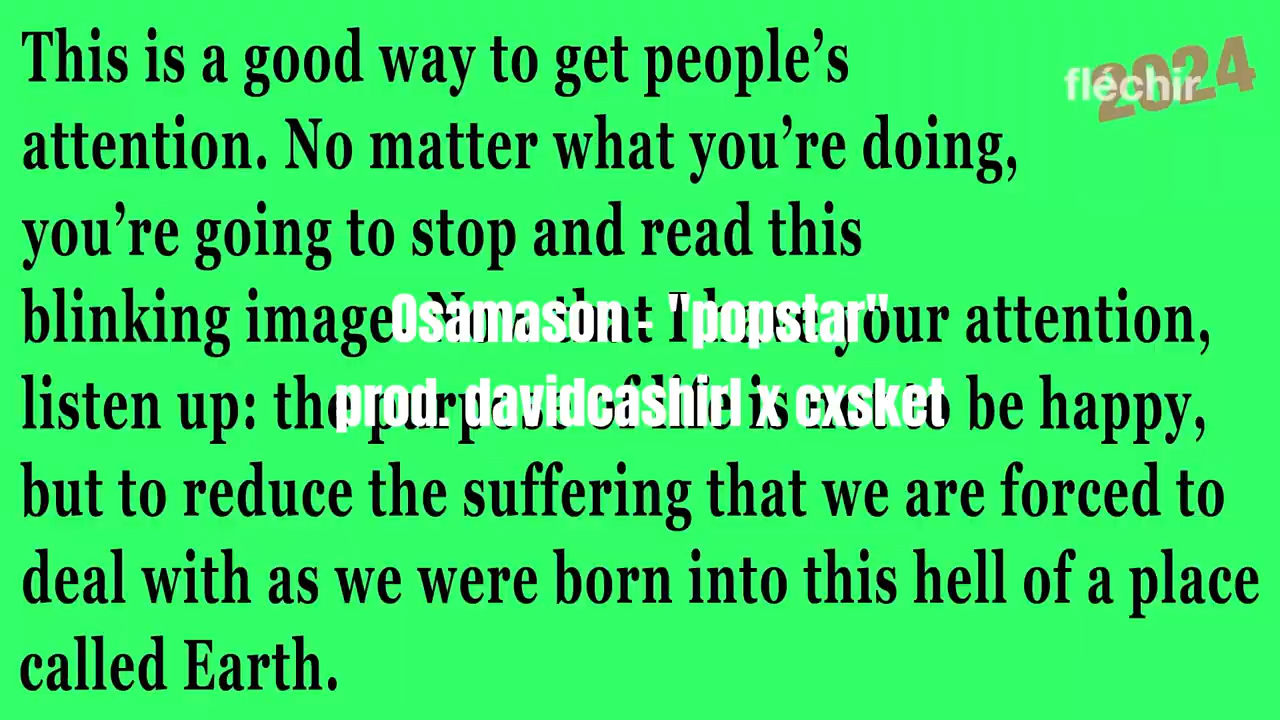 This is a good way to get people’s
attention. No matter what you’re doing,
you’re going to stop and read this
blinking image. Now that I have your attention,
listen up: the purpose of life is not to be happy,
but to reduce the suffering that we are forced to
deal with as we were born into this hell of a place
called Earth.
fléchir
2024
Osamason - "popstar"
prod. davidcashirl x cxsket